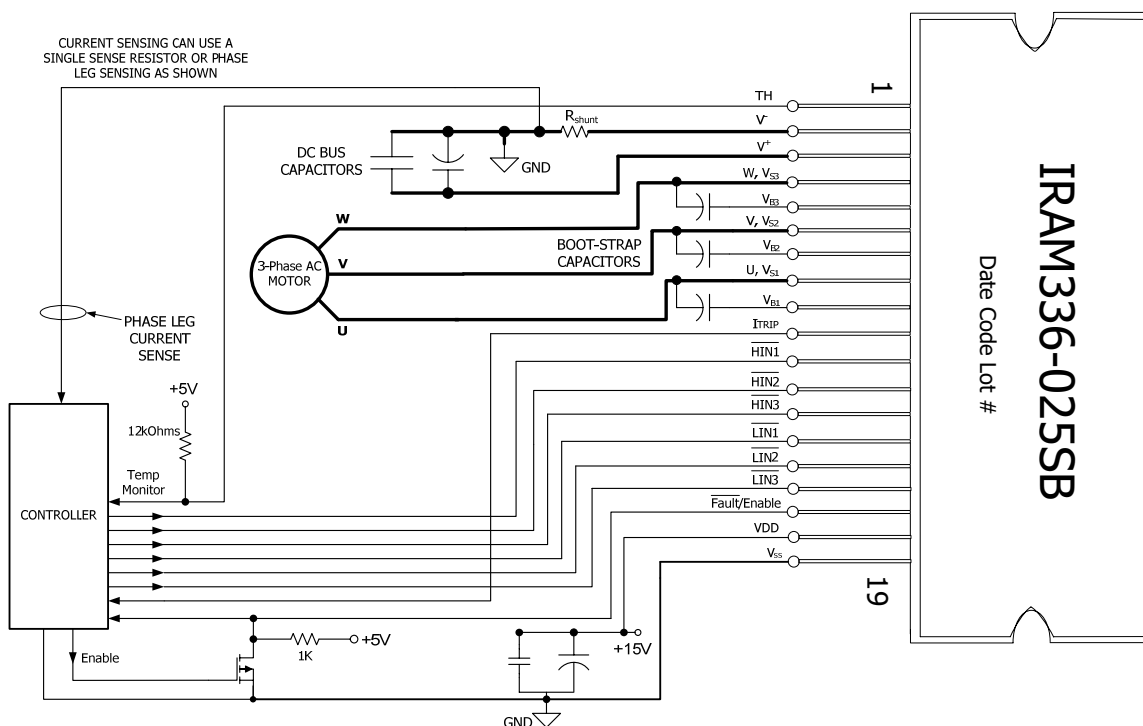 CURRENT SENSING CAN USE A
SINGLE SENSE RESISTOR OR PHASE
LEG SENSING AS SHOWN
1
TH
V-
Rshunt
V+
DC BUS
CAPACITORS
GND
W, VS3
VB3
W
V, VS2
BOOT-STRAP
CAPACITORS
VB2
V
3-Phase AC
MOTOR
U, VS1
VB1
U
PHASE LEG
CURRENT
SENSE
ITRIP
HIN1
HIN2
HIN3
LIN1
LIN2
LIN3
Fault/Enable
VDD
Vss
19
IRAM336-025SB
Date Code Lot #
+5V
12kOhms
Temp
Monitor
CONTROLLER
Enable
1K
+5V
+15V
GND